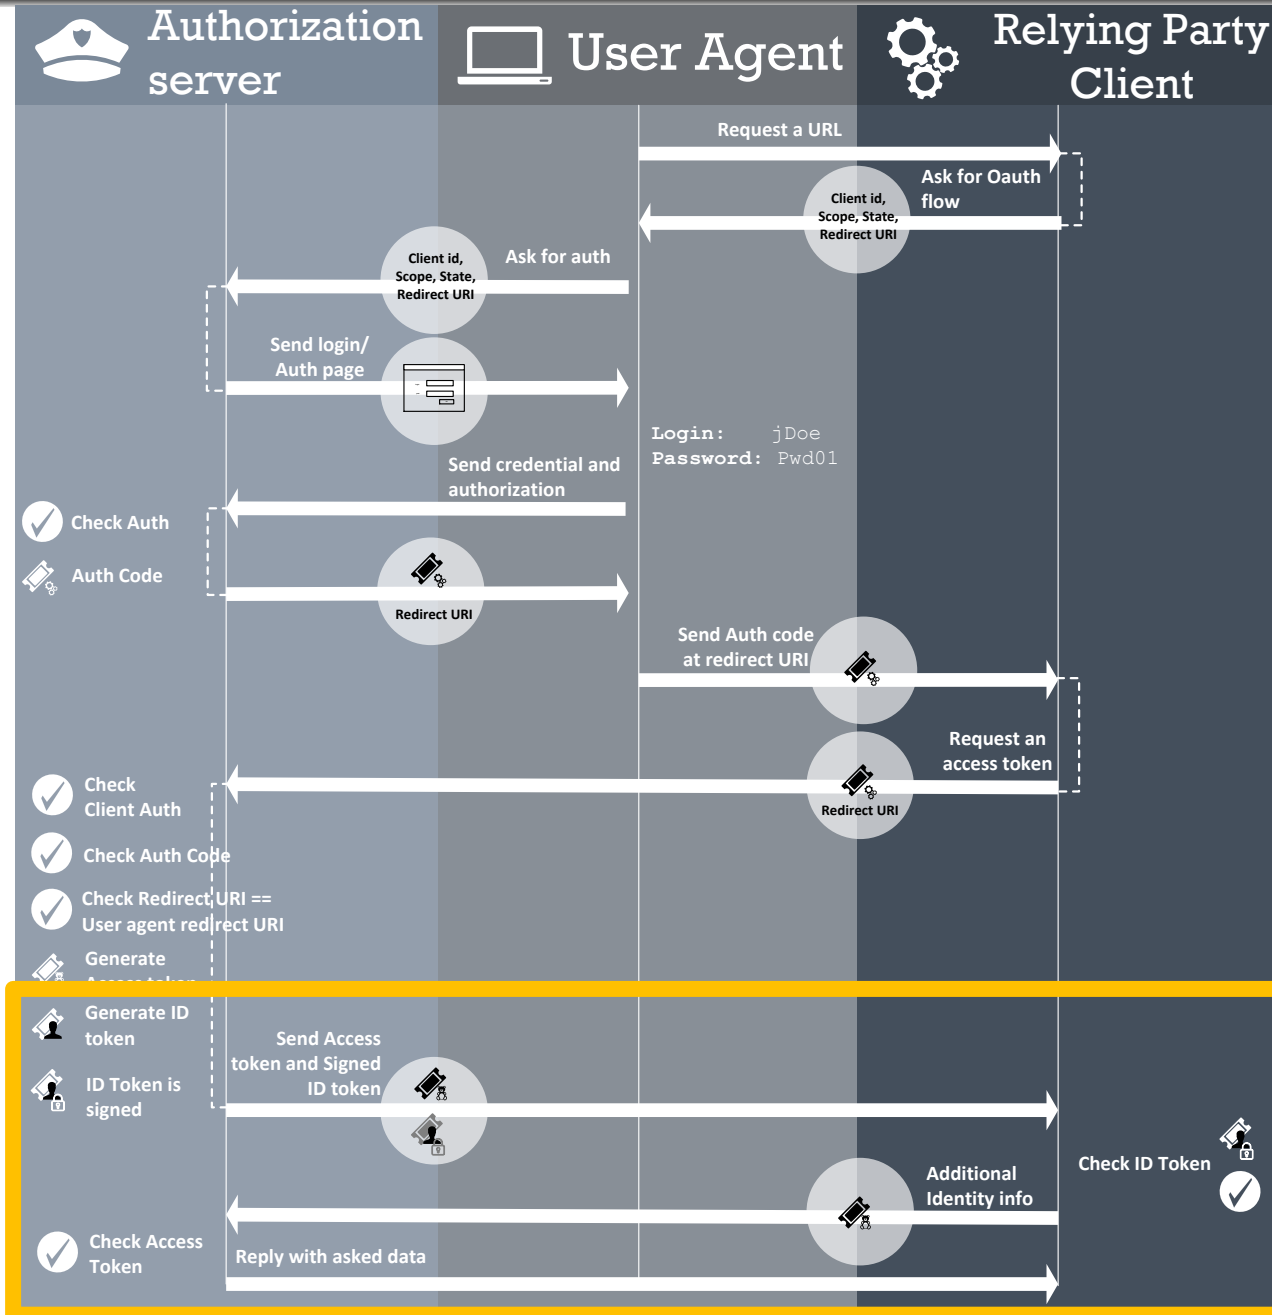 Authorization
server
User Agent
Relying Party
Client
Request a URL
Ask for Oauth
flow
Client id,
Scope, State,
Redirect URI
Ask for auth
Client id,
Scope, State,
Redirect URI
Send login/
Auth page
Login: jDoe
Password: Pwd01
Send credential and
authorization
Check Auth
Auth Code
Redirect URI
Send Auth code
at redirect URI
Request an
access token
Redirect URI
Check
Client Auth
Check Auth Code
Check Redirect URI ==
User agent redirect URI
Generate
Access token
Generate ID
token
ID Token is
signed
Send Access
token and Signed
ID token
Check ID Token
Additional
Identity info
Check Access
Token
Reply with asked data